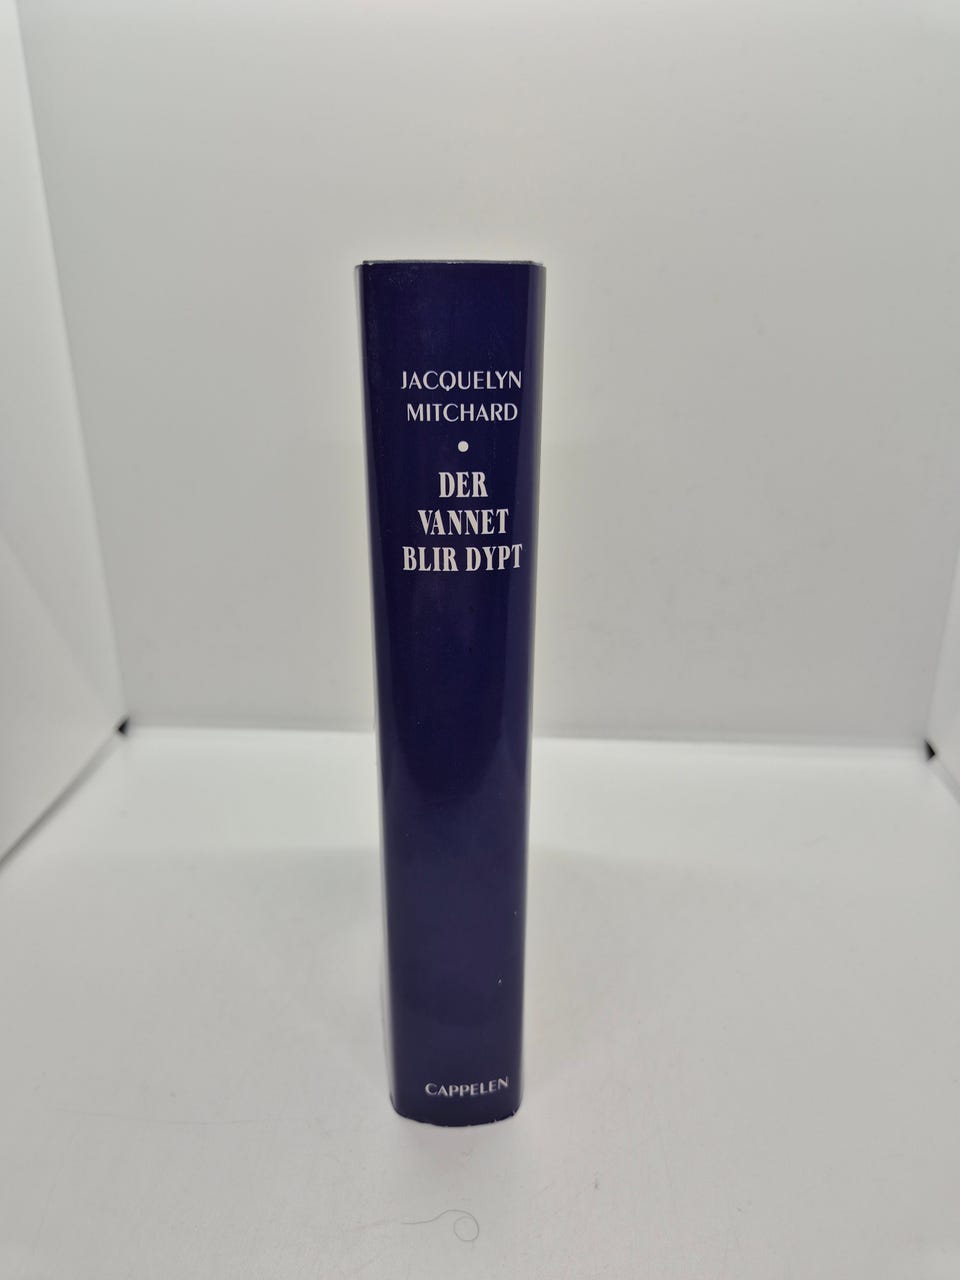 JACQUELYN
MITCHARD
DER
VANNET
BLIR DYPT
CAPPELEN